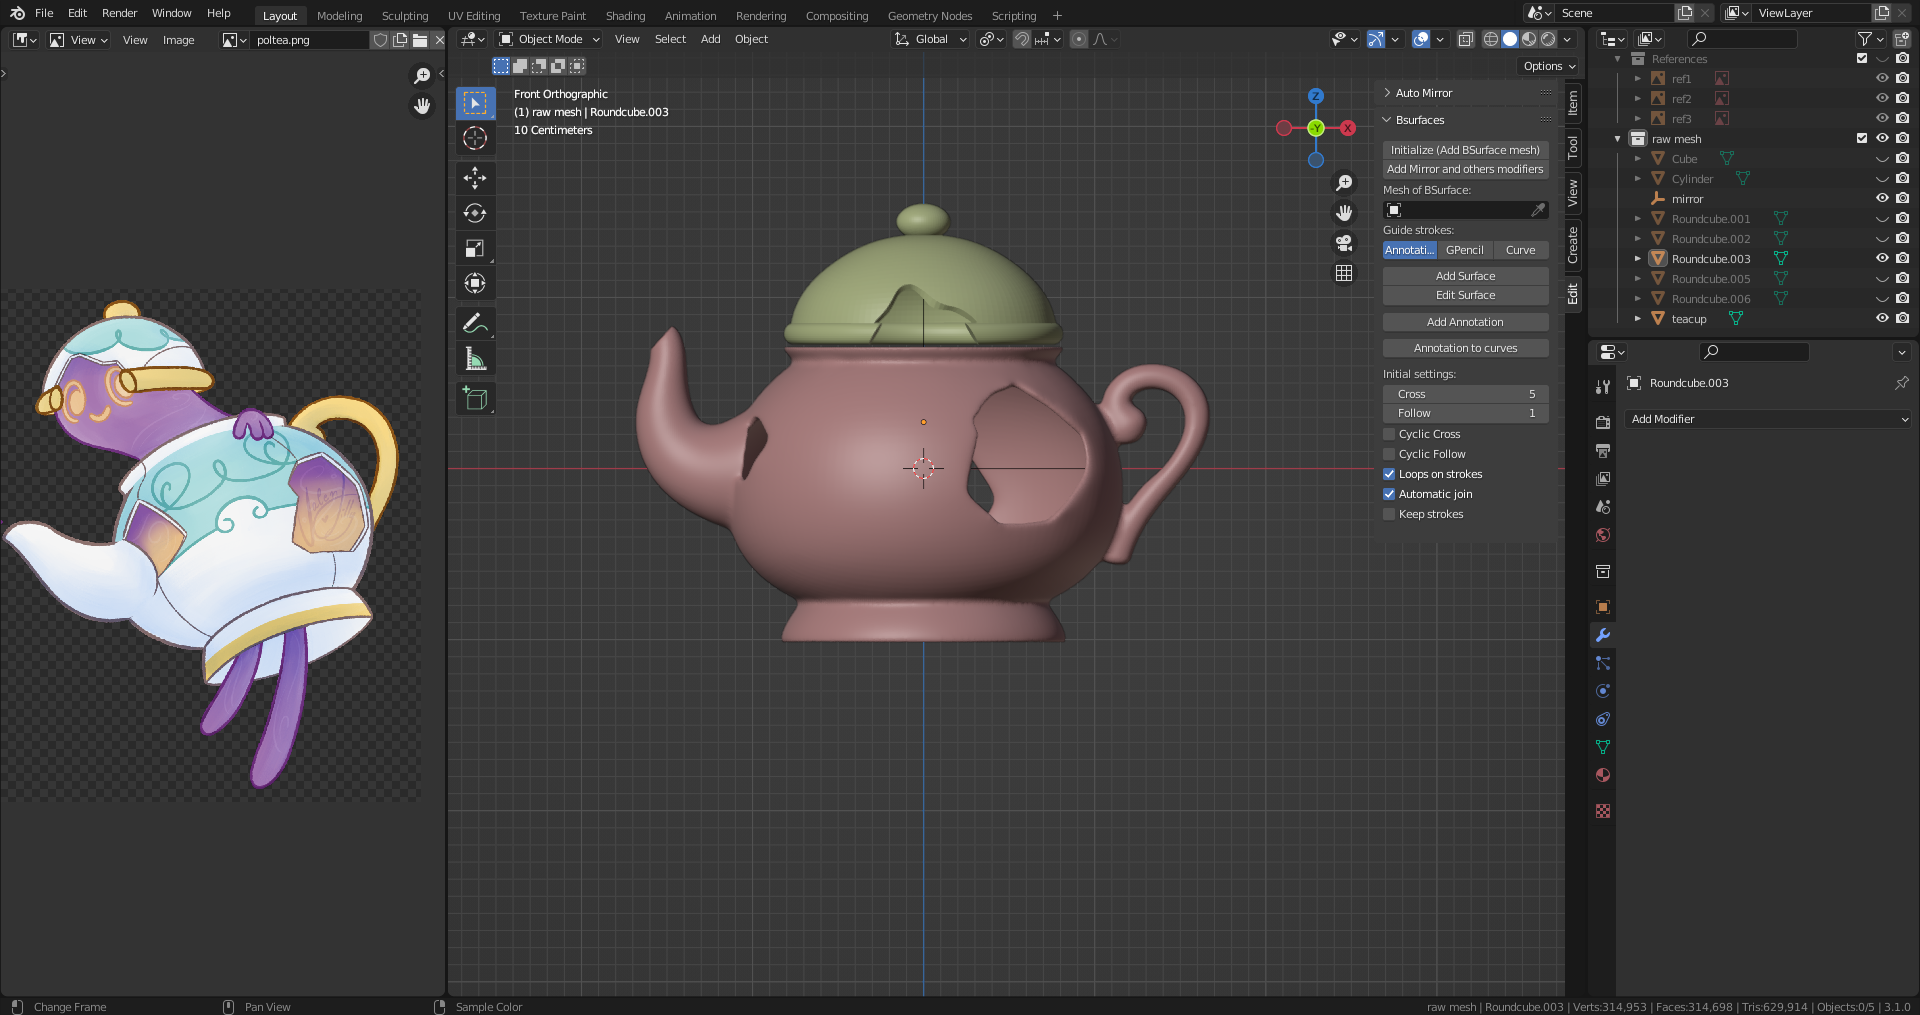 File Edit Render Window Help Layout Modeling Sculpting UV Editing Texture Paint Shading Animation Rendering Compositing Geometry Nodes Scripting + Scene ViewLayer
View View Image poltea.png Object Mode View Select Add Object Global
Options
Front Orthographic
(1) raw mesh | Roundcube.003
10 Centimeters
Z
-Y
X
Auto Mirror
Bsurfaces
Initialize (Add BSurface mesh)
Add Mirror and others modifiers
Mesh of BSurface:
Guide strokes:
Annotati... GPencil Curve
Add Surface
Edit Surface
Add Annotation
Annotation to curves
Initial settings:
Cross 5
Follow 1
Cyclic Cross
Cyclic Follow
Loops on strokes
Automatic join
Keep strokes
Item
Tool
View
Create
Edit
References
ref1
ref2
ref3
raw mesh
Cube
Cylinder
mirror
Roundcube.001
Roundcube.002
Roundcube.003
Roundcube.005
Roundcube.006
teacup
Roundcube.003
Add Modifier
Change Frame Pan View Sample Color raw mesh | Roundcube.003 | Verts:314,953 | Faces:314,698 | Tris:629,914 | Objects:0/5 | 3.1.0